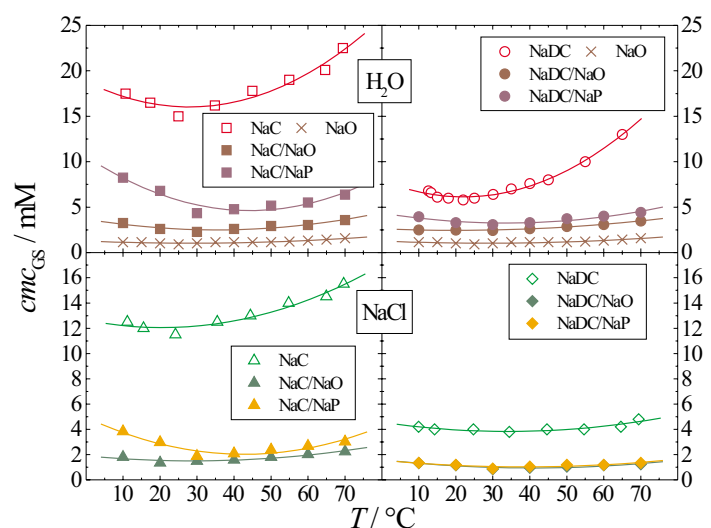 25
20
15
10
5
0
H₂O
NaC NaO
NaC/NaO
NaC/NaP
NaDC NaO
NaDC/NaO
NaDC/NaP
25
20
15
10
5
0
cmc_GS / mM
16
14
12
10
8
6
4
2
0
NaCl
NaC
NaC/NaO
NaC/NaP
NaDC
NaDC/NaO
NaDC/NaP
16
14
12
10
8
6
4
2
0
10 20 30 40 50 60 70
10 20 30 40 50 60 70
T / °C